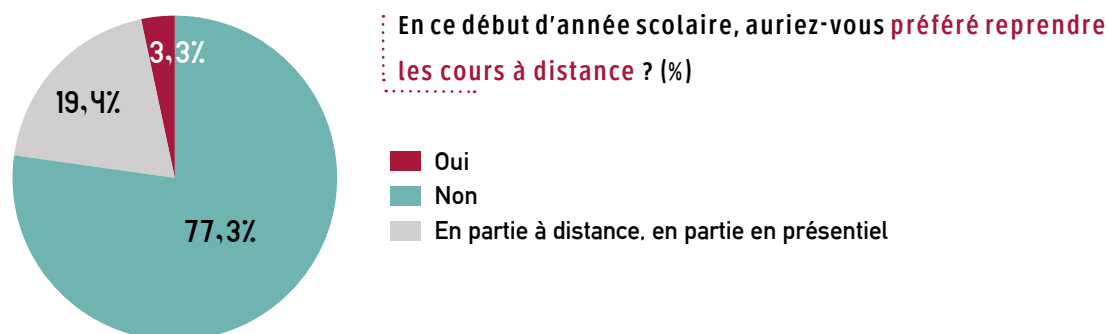 En ce début d'année scolaire, auriez-vous préféré reprendre
les cours à distance ? (%)
3,3%
19,4%
77,3%
Oui
Non
En partie à distance, en partie en présentiel